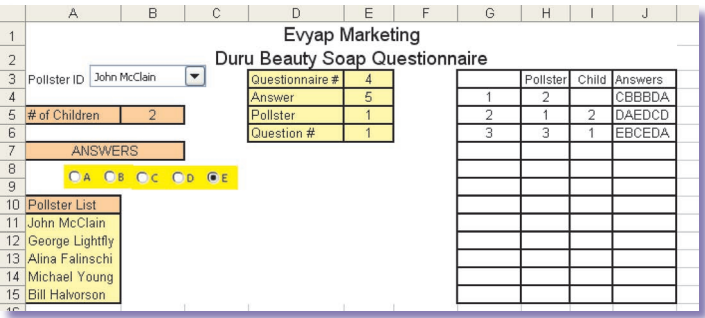 A B C D E F G H I J
1 Evyap Marketing
2 Duru Beauty Soap Questionnaire
3 Pollster ID John McClain Questionnaire # 4 Pollster Child Answers
4 Answer 5 1 2 CBBBDA
5 # of Children 2 Pollster 1 2 1 2 DAEDCD
6 Question # 1 3 3 1 EBCEDA
7 ANSWERS
8 A B C D E
9
10 Pollster List
11 John McClain
12 George Lightfly
13 Alina Falinschi
14 Michael Young
15 Bill Halvorson